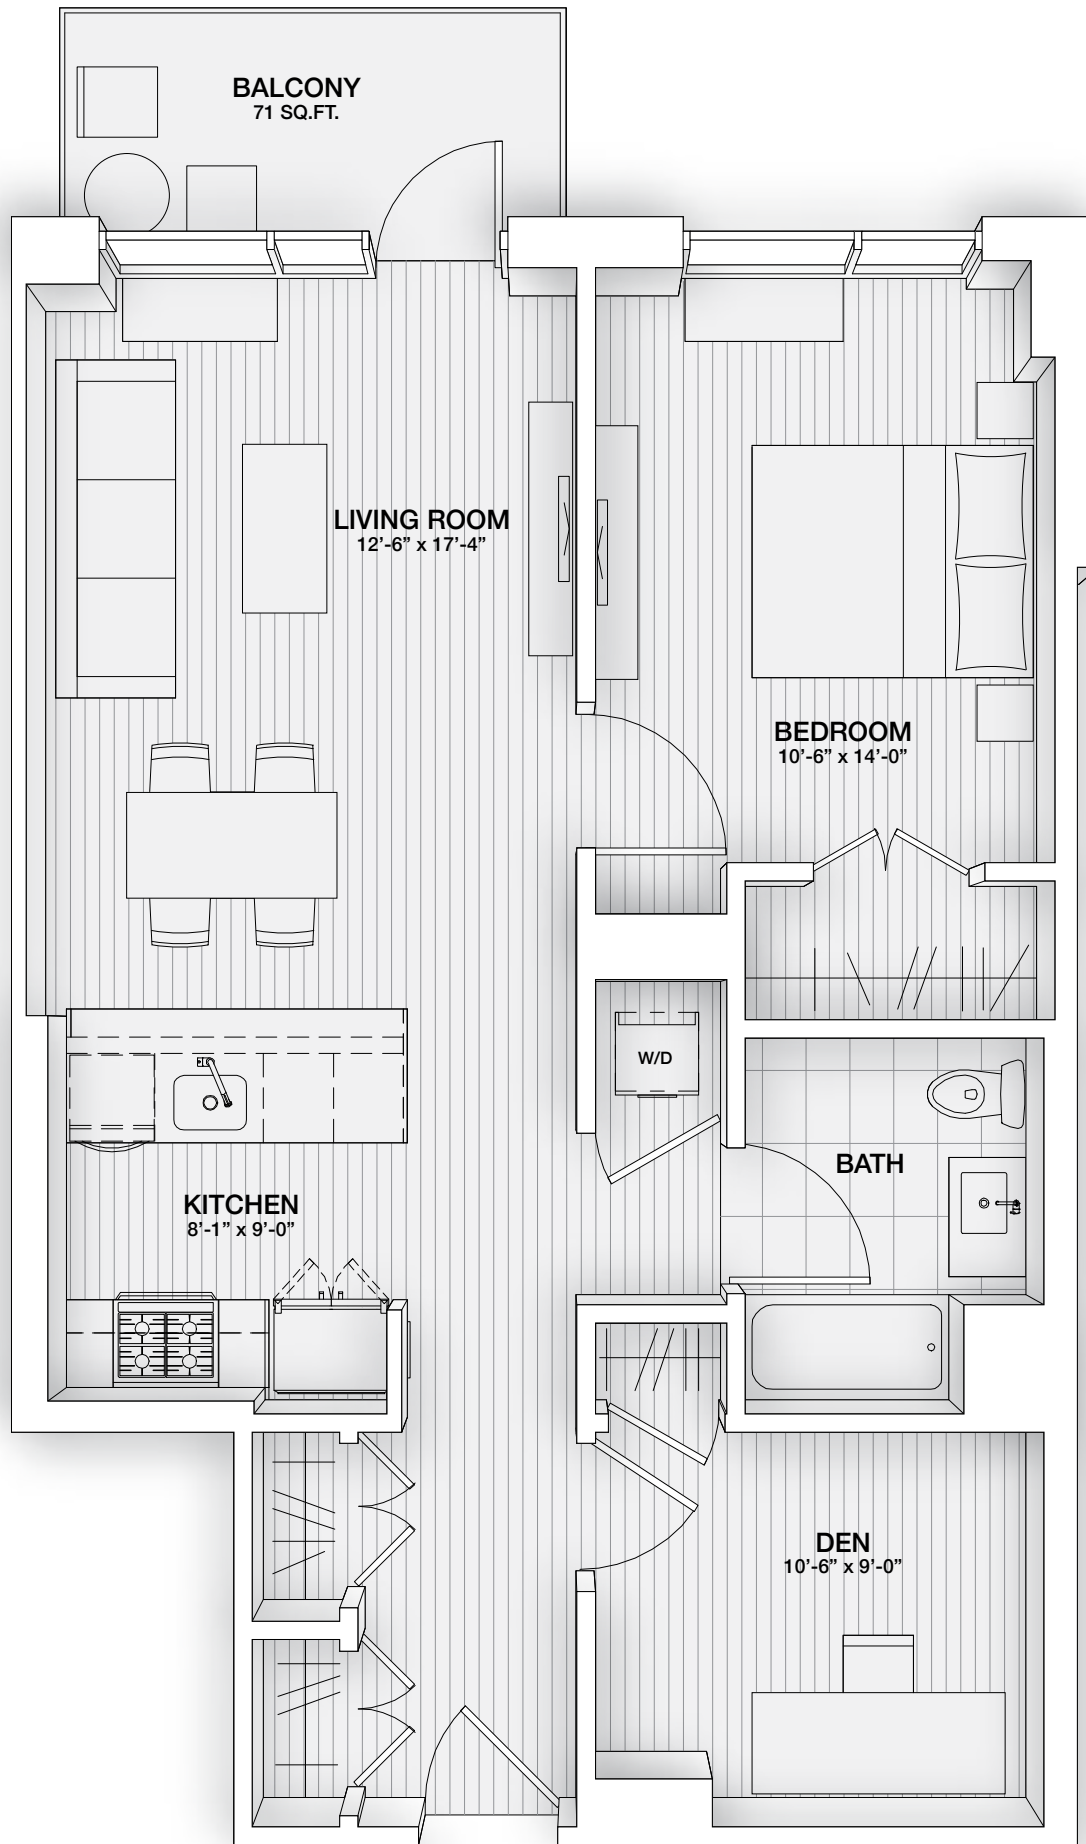 BALCONY
71 SQ.FT.
LIVING ROOM
12’-6” x 17’-4”
BEDROOM
10’-6” x 14’-0”
W/D
BATH
KITCHEN
8’-1” x 9’-0”
DEN
10’-6” x 9’-0”